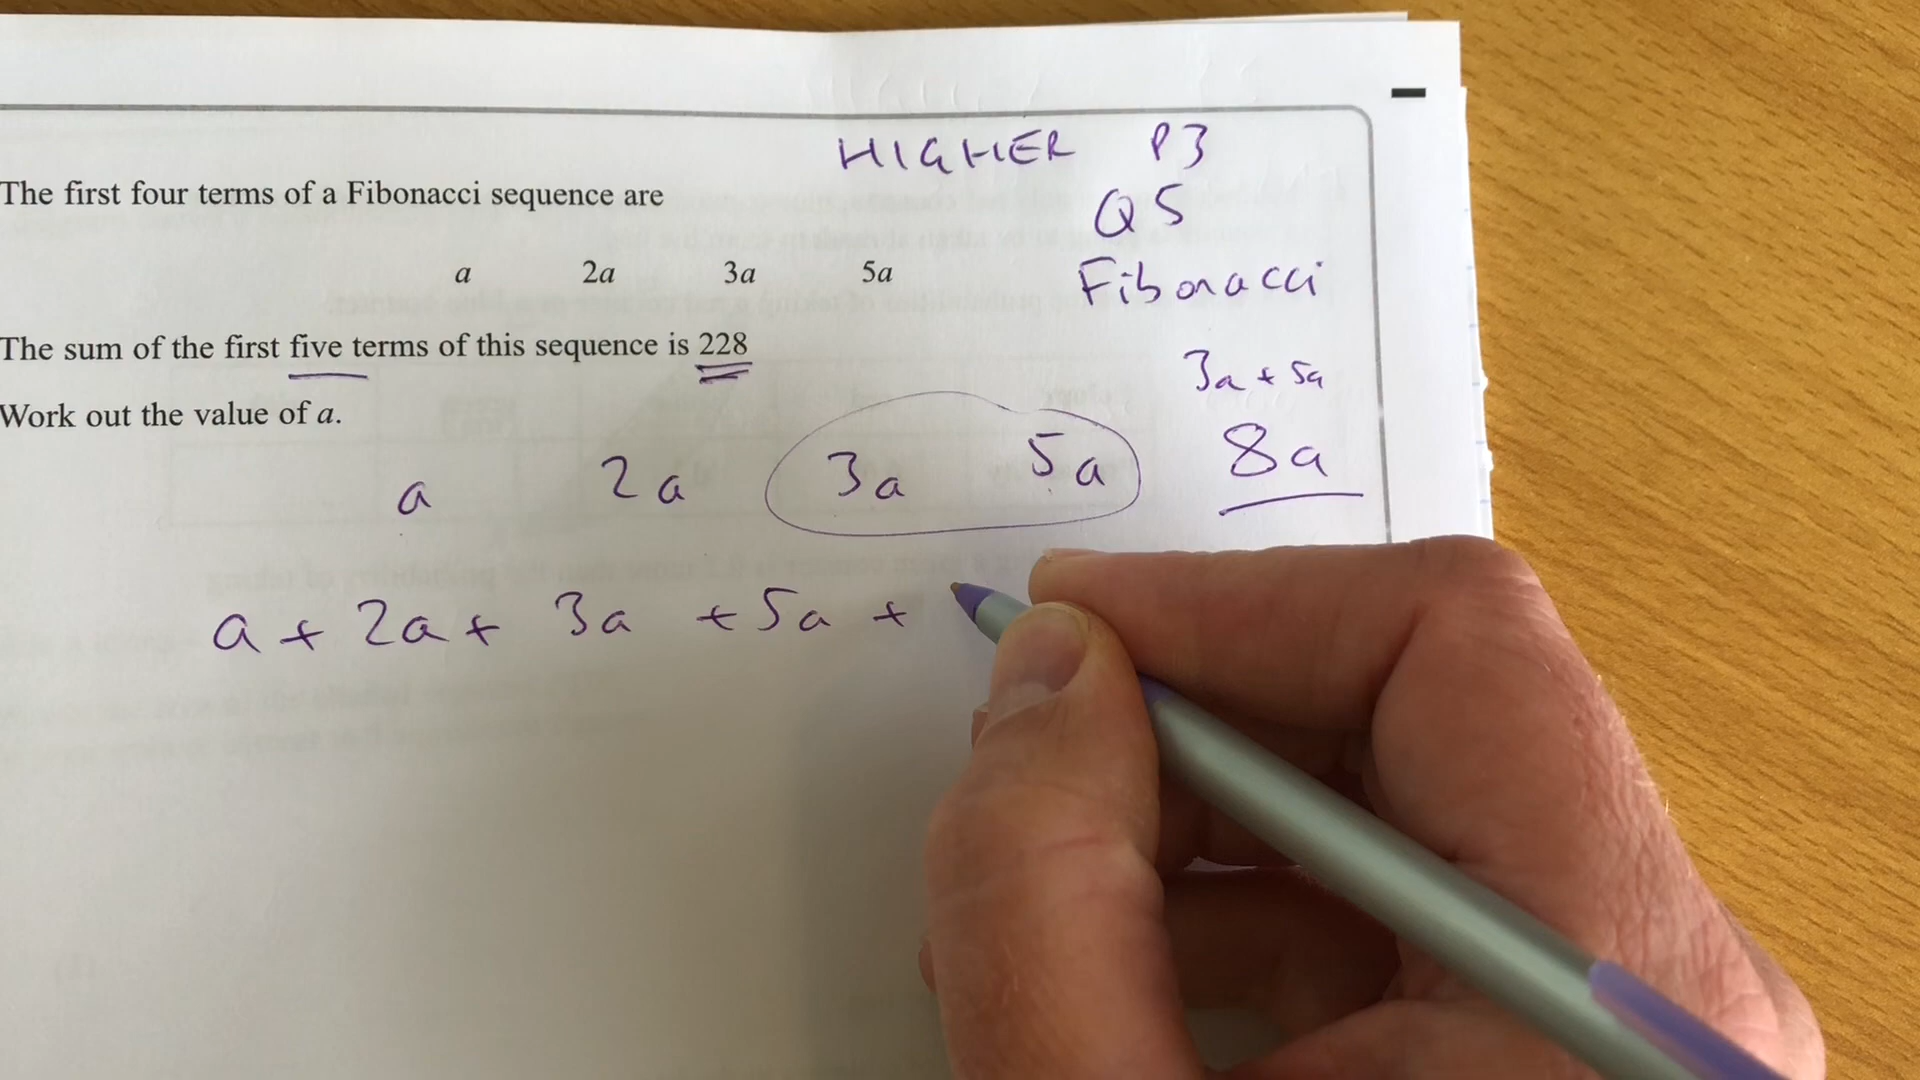 HIGHER P3
The first four terms of a Fibonacci sequence are
Q5
a 2a 3a 5a
Fibonacci
The sum of the first five terms of this sequence is 228
3a + 5a
Work out the value of a.
a 2a 3a 5a 8a
a + 2a + 3a + 5a +